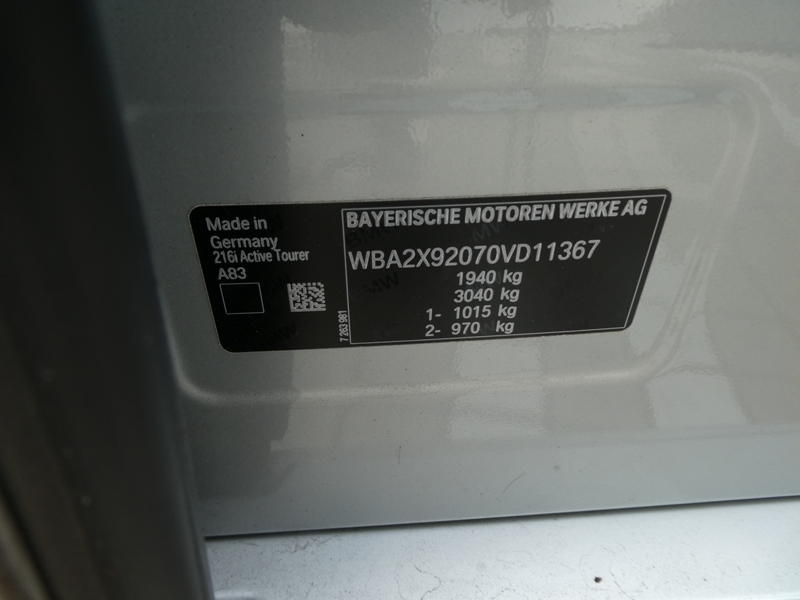 Made in
Germany
216i Active Tourer
A83
7 263 981
BAYERISCHE MOTOREN WERKE AG
WBA2X92070VD11367
1940 kg
3040 kg
1- 1015 kg
2- 970 kg